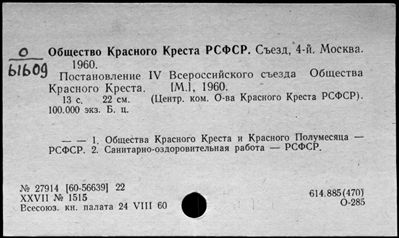 О
61609
Общество Красного Креста РСФСР. Съезд, 4-й. Москва.
1960.
Постановление IV Всероссийского съезда Общества
Красного Креста. [М.], 1960.
13 с. 22 см. (Центр. ком. О-ва Красного Креста РСФСР).
100.000 экз. Б. ц.
— — 1. Общества Красного Креста и Красного Полумесяца —
РСФСР. 2. Санитарно-оздоровительная работа — РСФСР.
№ 27914 [60-56639] 22
XXVII № 1515
Всесоюз. кн. палата 24 VIII 60
614.885(470)
О-285